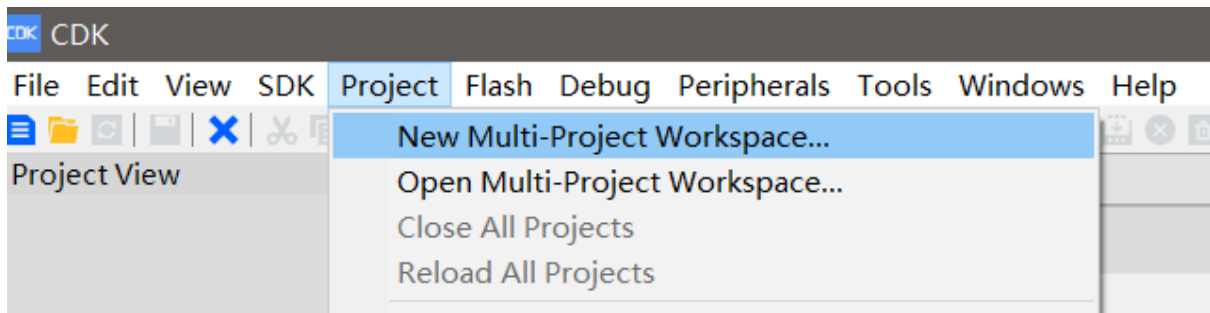 CDK CDK
File Edit View SDK Project Flash Debug Peripherals Tools Windows Help
New Multi-Project Workspace...
Project View
Open Multi-Project Workspace...
Close All Projects
Reload All Projects